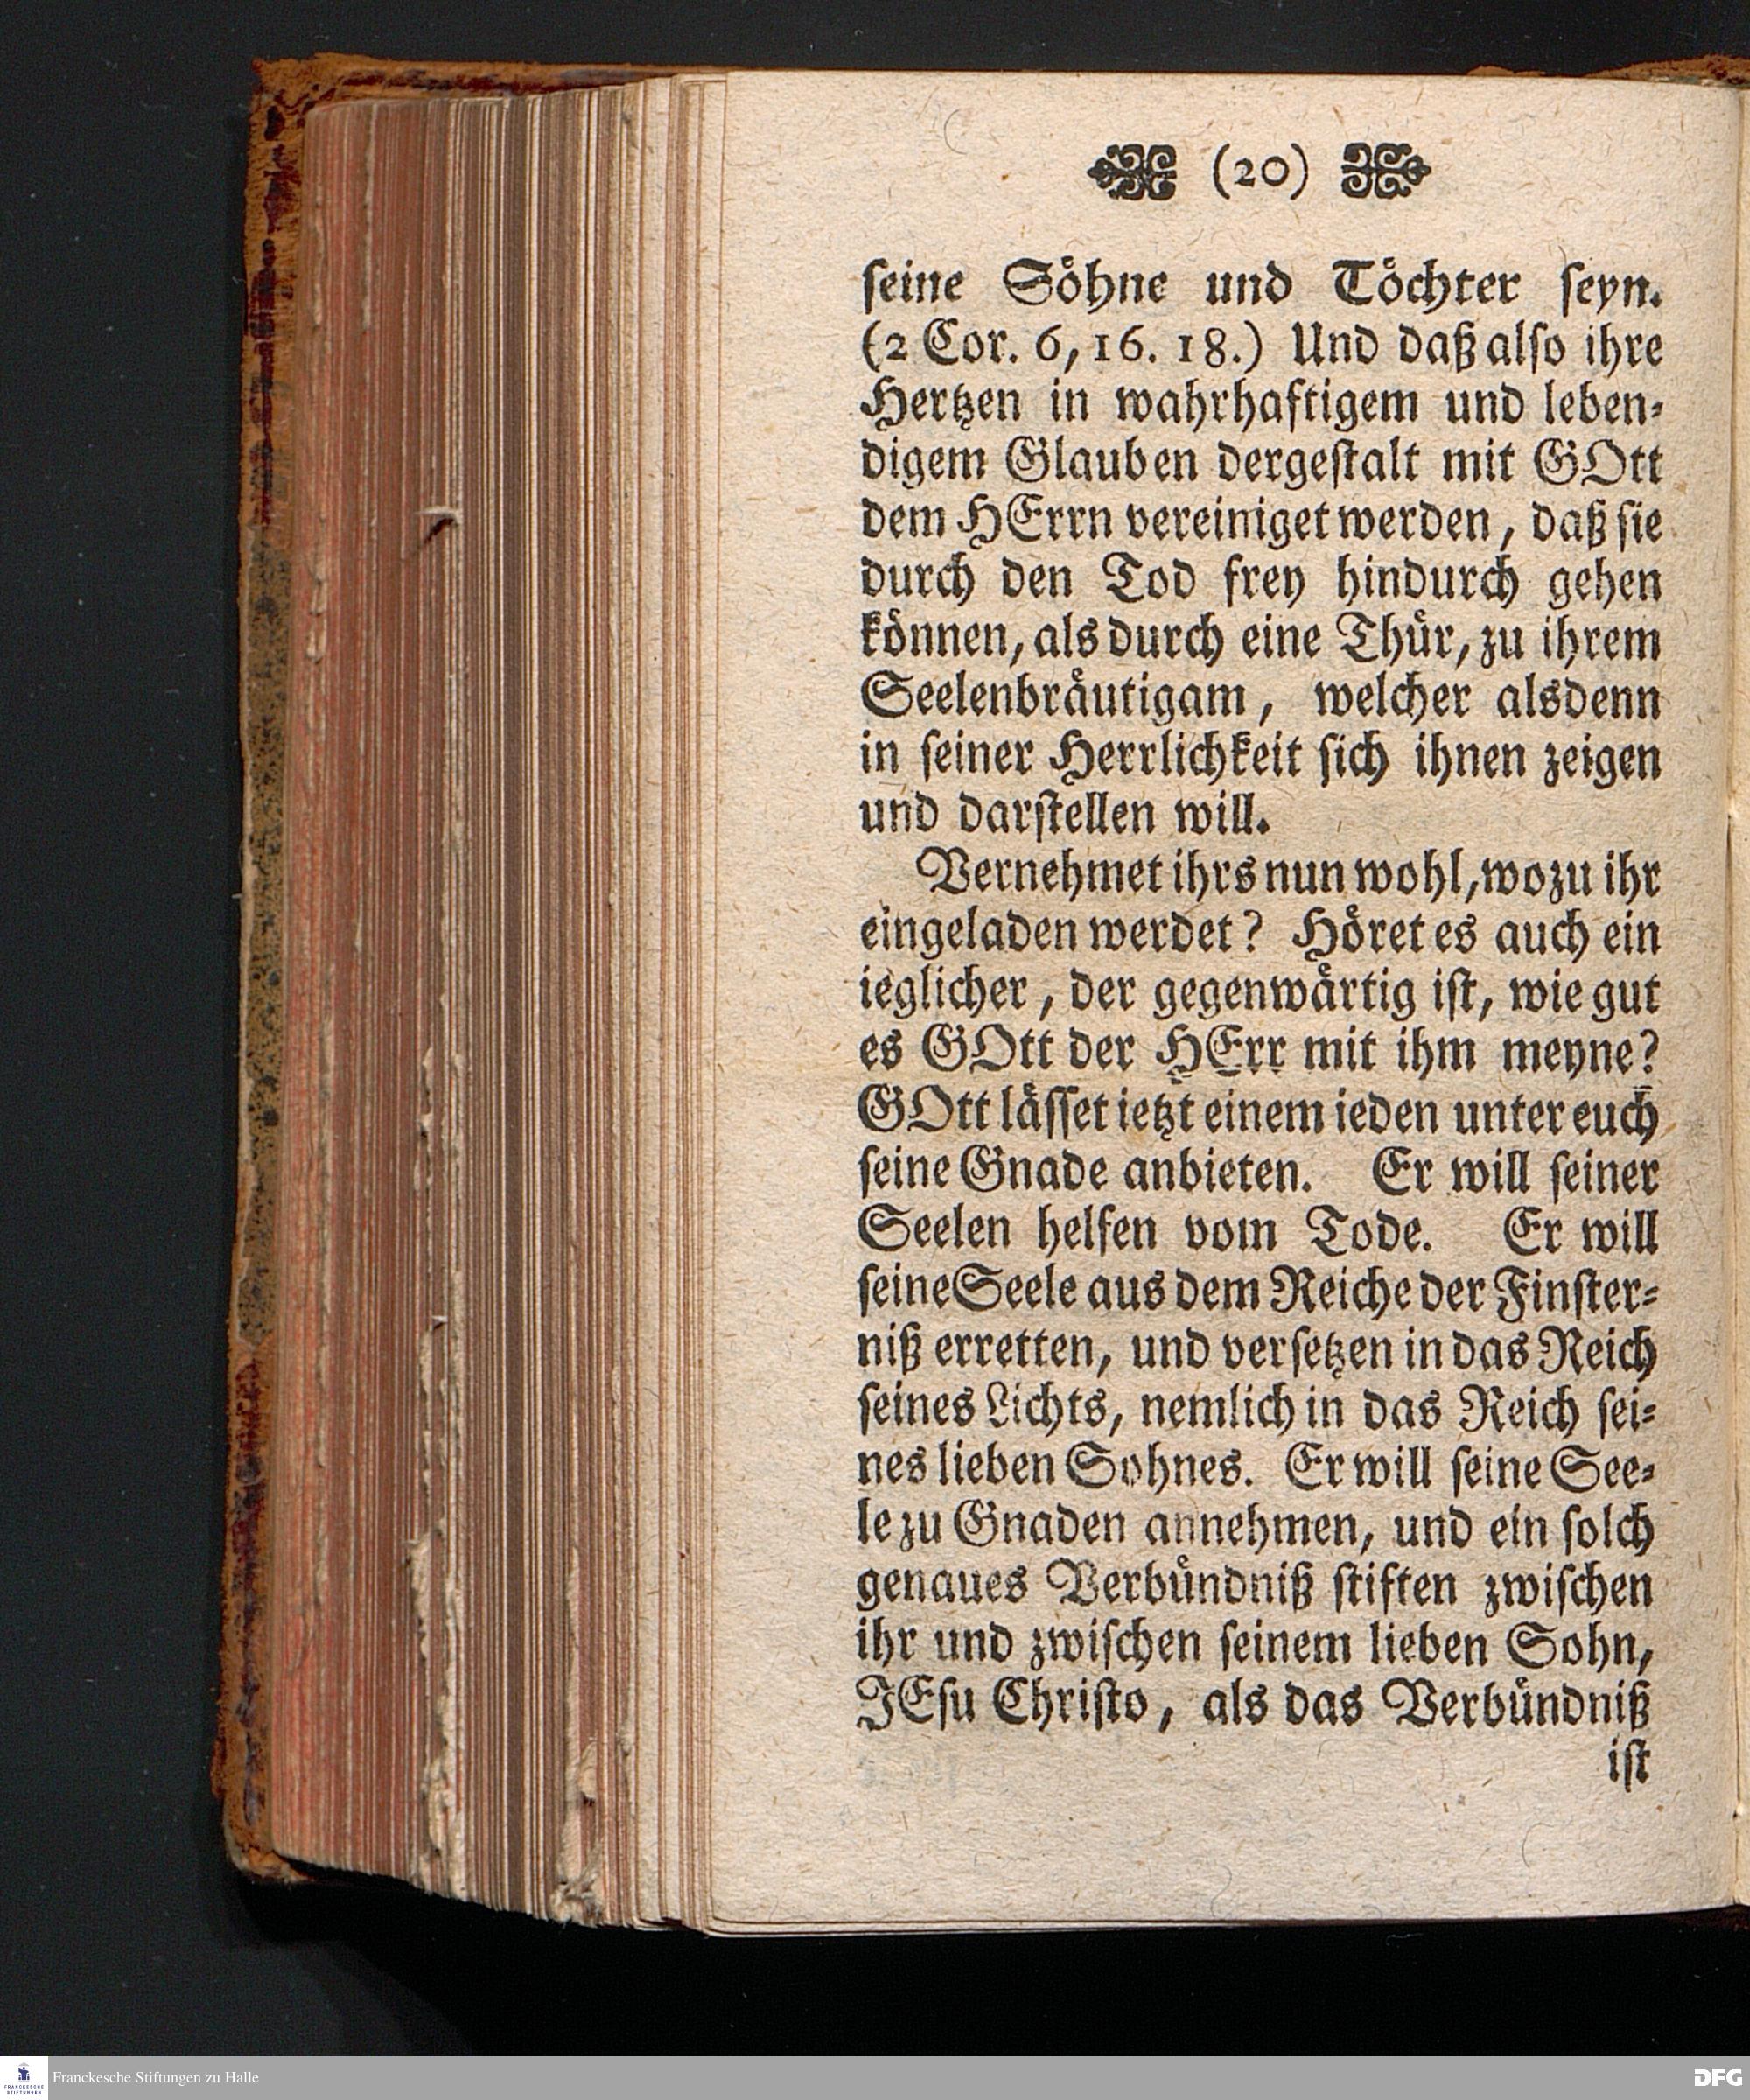 (20)
ſeine Söhne und Töchter ſeyn.
(2 Cor. 6, 16. 18.) Und daß alſo ihre
Hertzen in wahrhaftigem und leben-
digem Glauben dergeſtalt mit GOtt
dem HErrn vereiniget werden, daß ſie
durch den Tod frey hindurch gehen
können, als durch eine Thür, zu ihrem
Seelenbräutigam, welcher alsdenn
in ſeiner Herrlichkeit ſich ihnen zeigen
und darſtellen will.
Vernehmet ihrs nun wohl, wozu ihr
eingeladen werdet? Höret es auch ein
ieglicher, der gegenwärtig iſt, wie gut
es GOtt der HErr mit ihm meyne?
GOtt läſſet ietzt einem ieden unter euch
ſeine Gnade anbieten. Er will ſeiner
Seelen helfen vom Tode. Er will
ſeine Seele aus dem Reiche der Finſter-
niß erretten, und verſetzen in das Reich
ſeines Lichts, nemlich in das Reich ſei-
nes lieben Sohnes. Er will ſeine See-
le zu Gnaden annehmen, und ein ſolch
genaues Verbündniß ſtiften zwiſchen
ihr und zwiſchen ſeinem lieben Sohn,
JEſu Chriſto, als das Verbündniß
iſt
FRANCKESCHE
STIFTUNGEN
Franckesche Stiftungen zu Halle
DFG